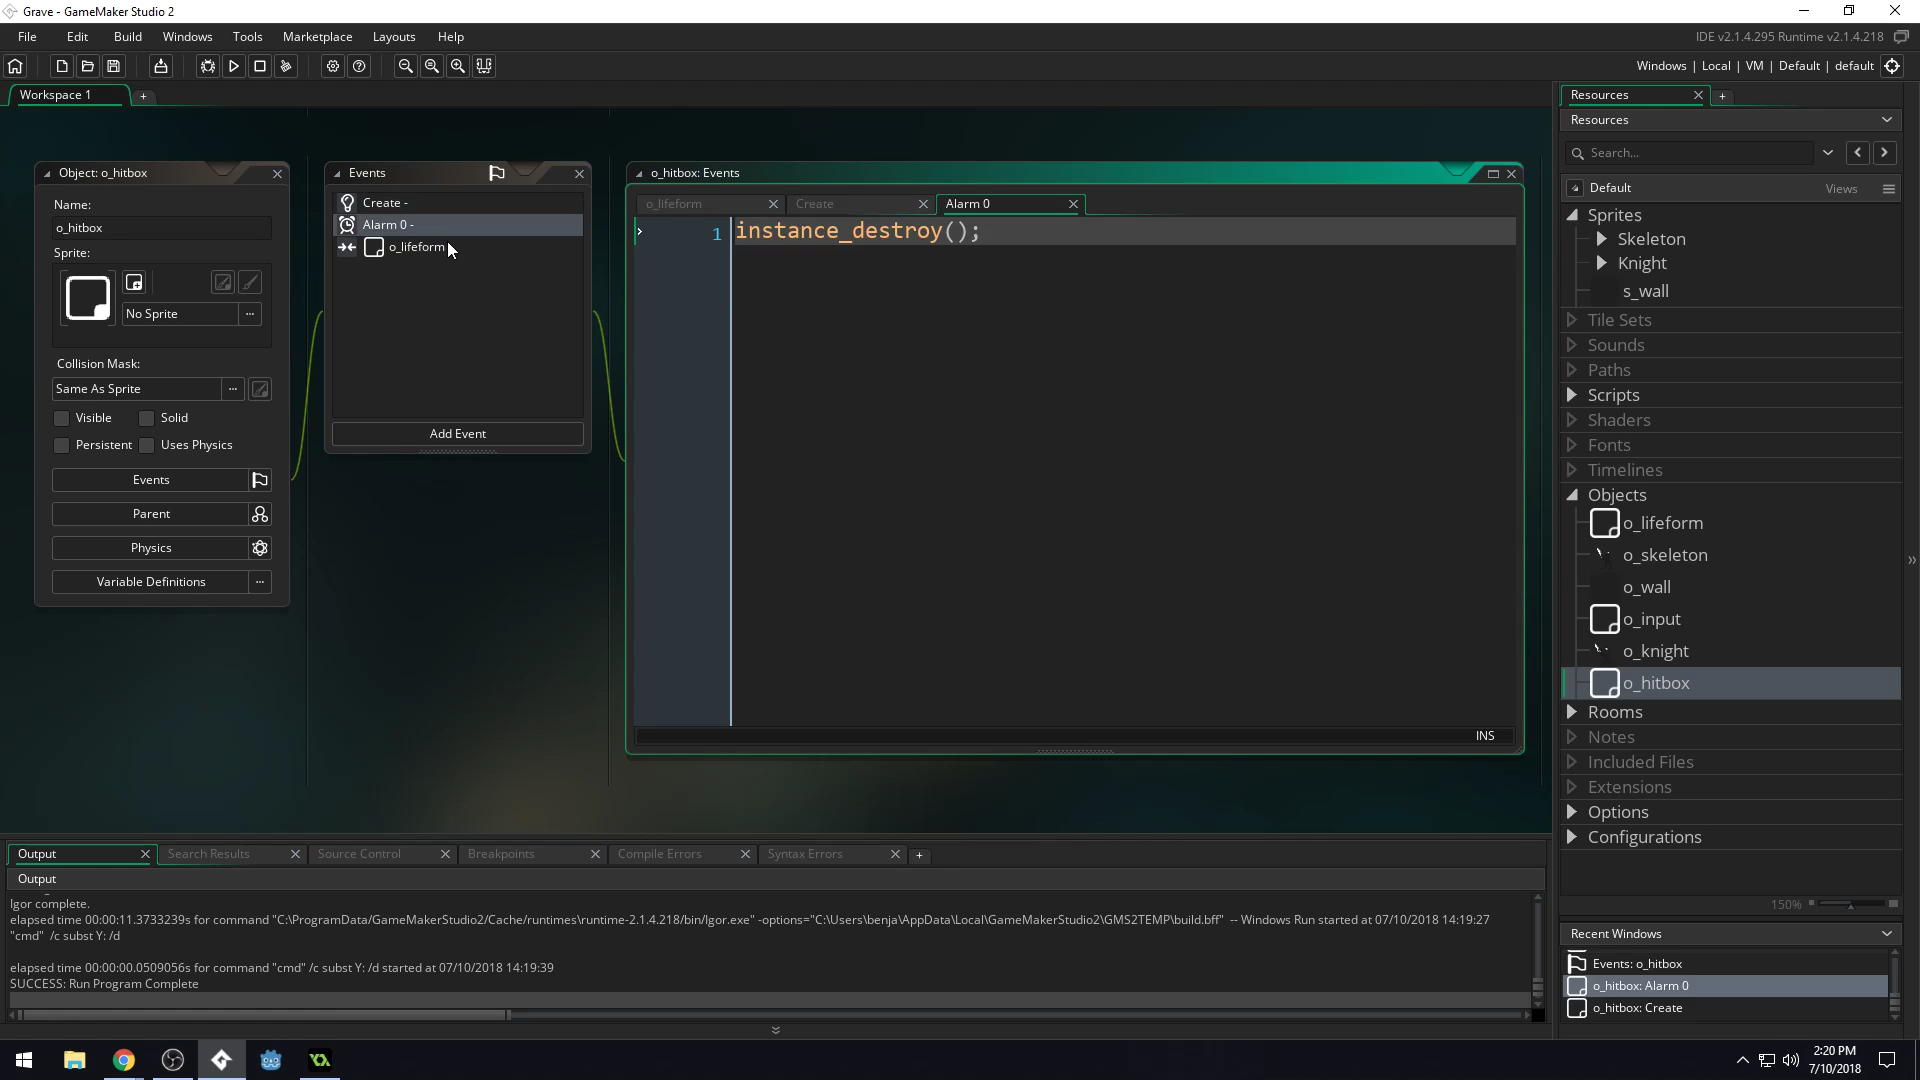 Grave - GameMaker Studio 2
File Edit Build Windows Tools Marketplace Layouts Help
IDE v2.1.4.295 Runtime v2.1.4.218
Windows | Local | VM | Default | default
Workspace 1
Object: o_hitbox
Name:
o_hitbox
Sprite:
No Sprite
Collision Mask:
Same As Sprite
Visible
Solid
Persistent
Uses Physics
Events
Parent
Physics
Variable Definitions
Events
Create -
Alarm 0 -
o_lifeform
Add Event
o_hitbox: Events
o_lifeform
Create
Alarm 0
1 instance_destroy();
INS
Resources
Resources
Search...
Default
Views
Sprites
Skeleton
Knight
s_wall
Tile Sets
Sounds
Paths
Scripts
Shaders
Fonts
Timelines
Objects
o_lifeform
o_skeleton
o_wall
o_input
o_knight
o_hitbox
Rooms
Notes
Included Files
Extensions
Options
Configurations
150%
Recent Windows
Events: o_hitbox
o_hitbox: Alarm 0
o_hitbox: Create
Output
Search Results
Source Control
Breakpoints
Compile Errors
Syntax Errors
Output
Igor complete.
elapsed time 00:00:11.3733239s for command "C:\ProgramData/GameMakerStudio2/Cache/runtimes\runtime-2.1.4.218/bin/Igor.exe" -options="C:\Users\benja\AppData\Local\GameMakerStudio2\GMS2TEMP\build.bff" -- Windows Run started at 07/10/2018 14:19:27
"cmd" /c subst Y: /d
elapsed time 00:00:00.0509056s for command "cmd" /c subst Y: /d started at 07/10/2018 14:19:39
SUCCESS: Run Program Complete
2:20 PM
7/10/2018